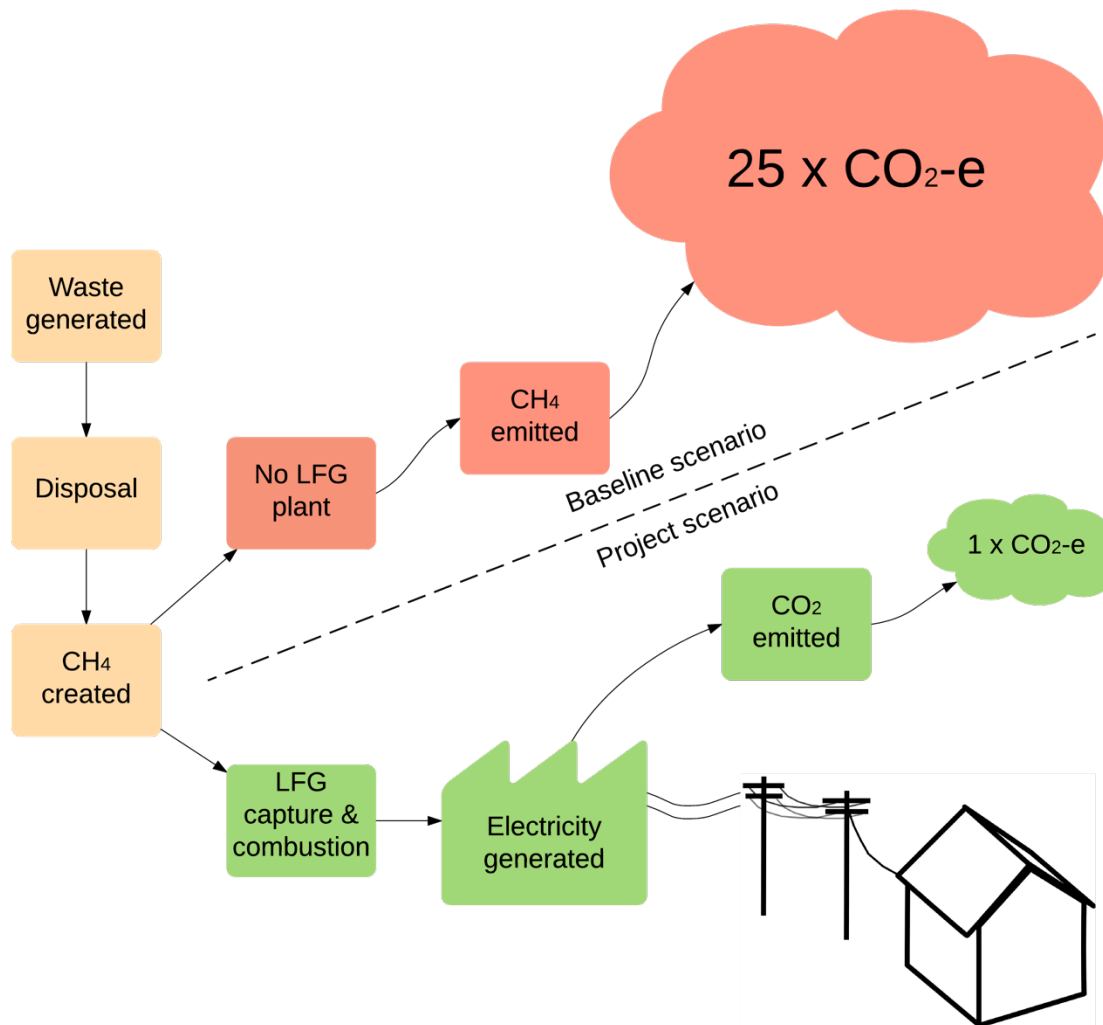 25 x CO₂-e
Waste
generated
CH₄
emitted
Disposal
No LFG
plant
Baseline scenario
Project scenario
1 x CO₂-e
CO₂
emitted
CH₄
created
LFG
capture &
combustion
Electricity
generated